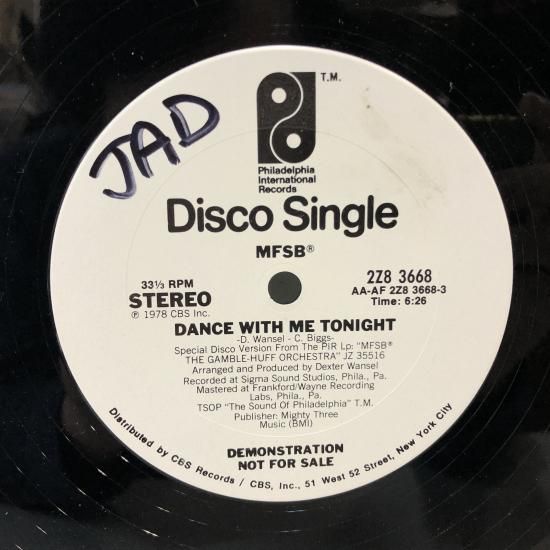 JAD
T.M.
Philadelphia
International
Records
Disco Single
MFSB®
33⅓ RPM
STEREO
℗ 1978 CBS Inc.
2Z8 3668
AA-AF 2Z8 3668-3
Time: 6:26
DANCE WITH ME TONIGHT
-D. Wansel - C. Biggs-
Special Disco Version From The PIR Lp: "MFSB®
THE GAMBLE-HUFF ORCHESTRA" JZ 35516
Arranged and Produced by Dexter Wansel
Recorded at Sigma Sound Studios, Phila., Pa.
Mastered at Frankford/Wayne Recording
Labs, Phila., Pa.
TSOP "The Sound Of Philadelphia" T.M.
Publisher: Mighty Three
Music (BMI)
DEMONSTRATION
NOT FOR SALE
Distributed by CBS Records / CBS, Inc., 51 West 52 Street, New York City